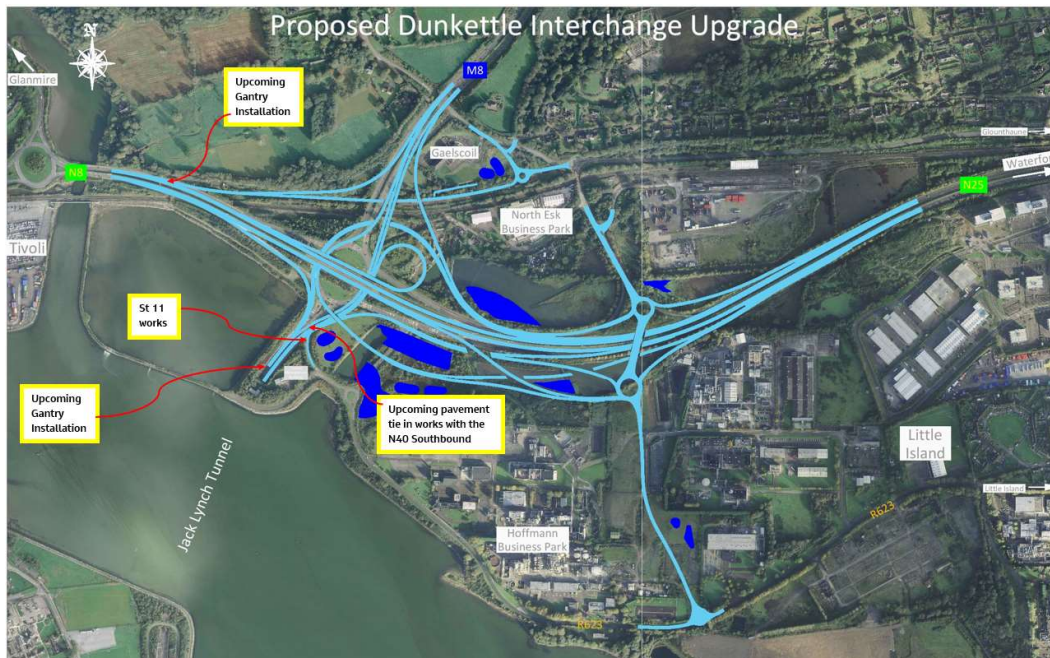 Proposed Dunkettle Interchange Upgrade
Glanmire
M8
Upcoming
Gantry
Installation
Gaelscoil
Glounthaune
N8
Waterfo
N25
North Esk
Business Park
Tivoli
St 11
works
Upcoming
Gantry
Installation
Upcoming pavement
tie in works with the
N40 Southbound
Little
Island
Little Island
Jack Lynch Tunnel
R623
Hoffmann
Business Park
R623